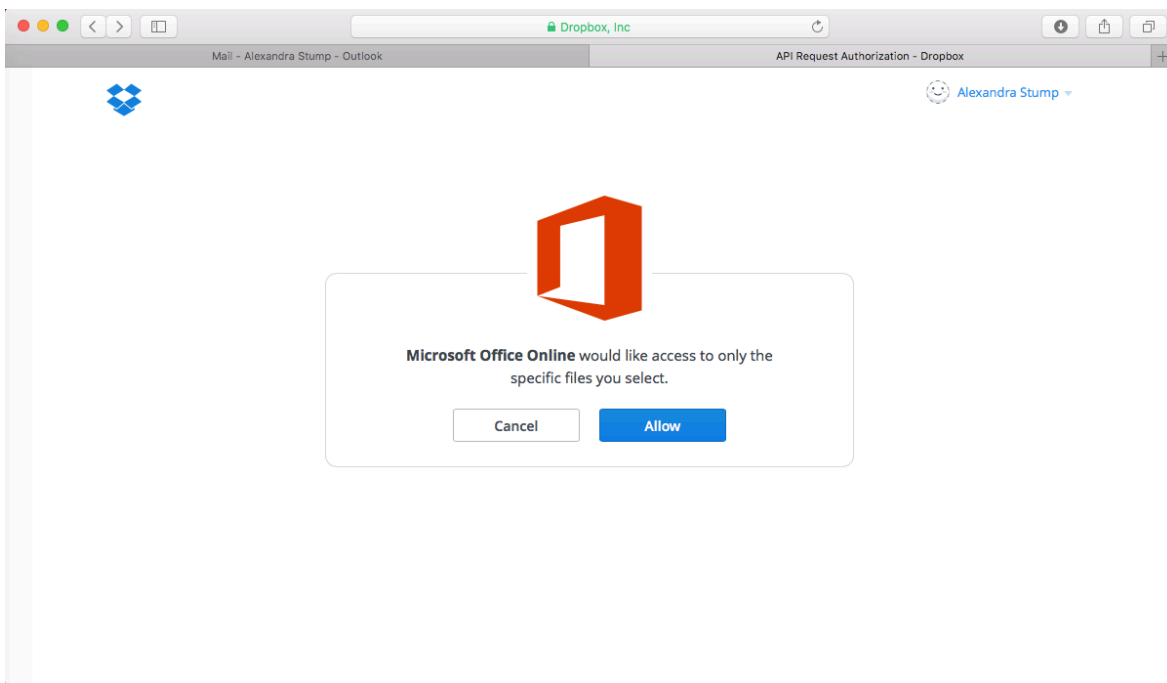 Dropbox, Inc
Mail - Alexandra Stump - Outlook
API Request Authorization - Dropbox
Alexandra Stump
Microsoft Office Online would like access to only the
specific files you select.
Cancel
Allow